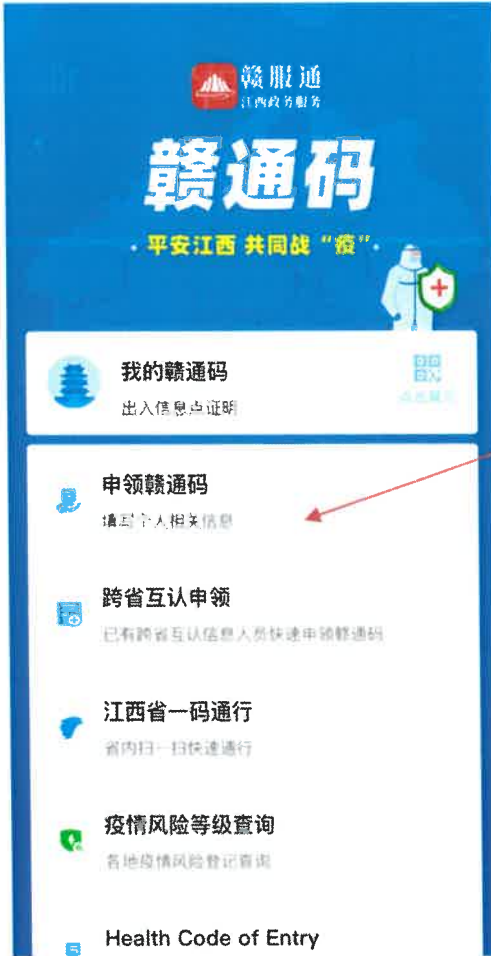 赣服通
江西政务服务
赣通码
·平安江西 共同战“疫”·
我的赣通码
出入信息点证明
点击展示
申领赣通码
填写个人相关信息
跨省互认申领
已有跨省互认信息人员快速申领赣通码
江西省一码通行
省内扫一扫快速通行
疫情风险等级查询
各地疫情风险登记查询
Health Code of Entry